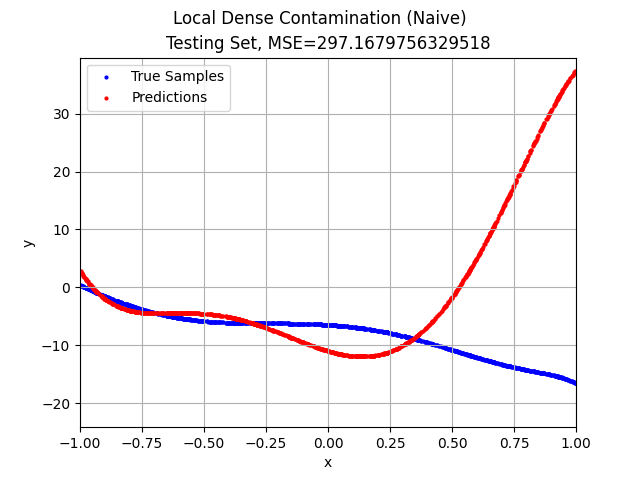 Local Dense Contamination (Naive)
Testing Set, MSE=297.1679756329518
True Samples
Predictions
30
20
10
0
−10
−20
y
−1.00 −0.75 −0.50 −0.25 0.00 0.25 0.50 0.75 1.00
x